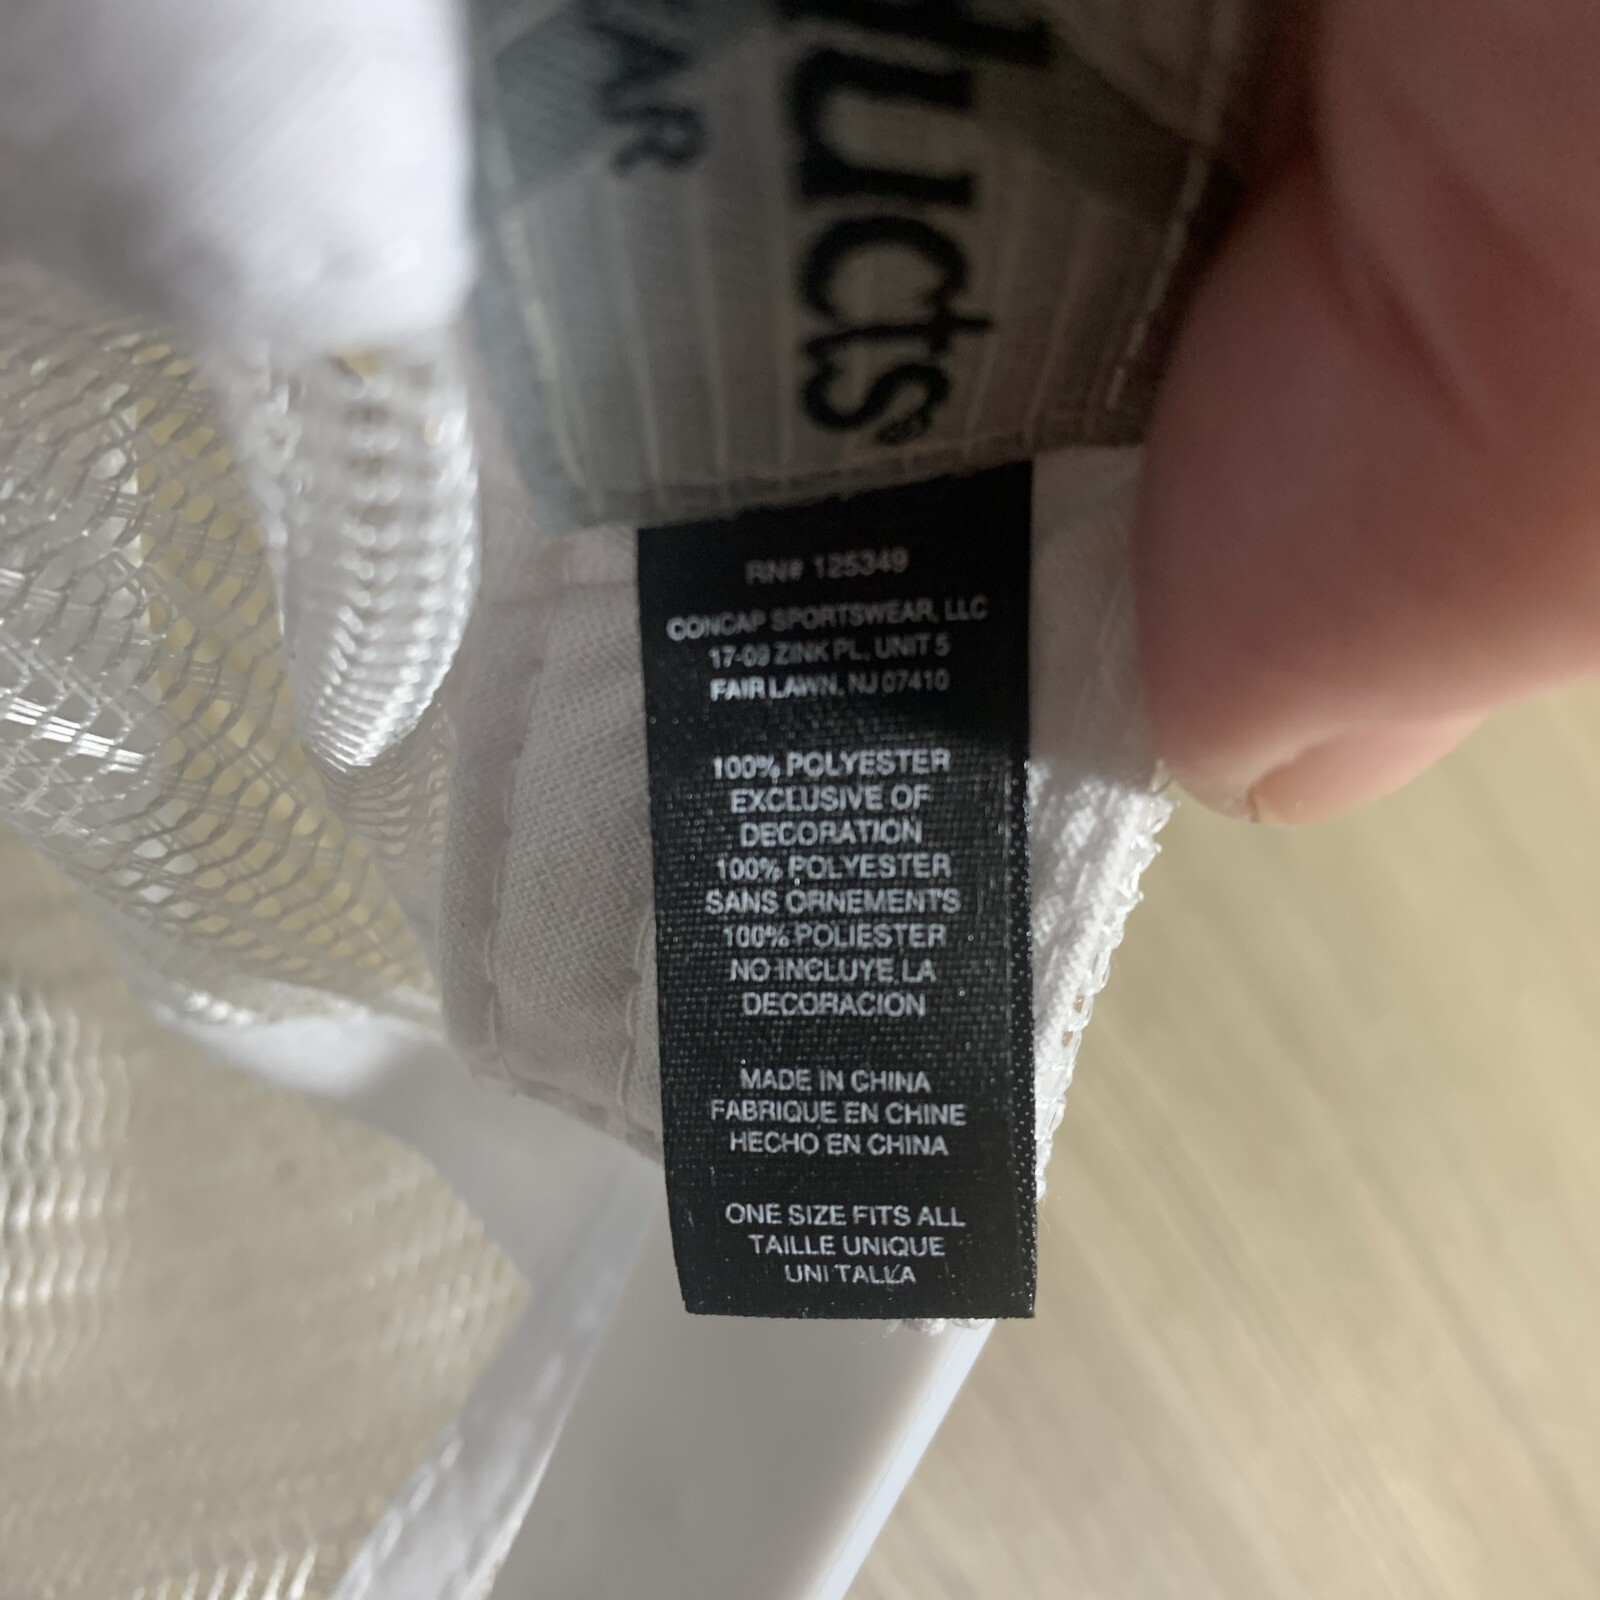 ducts®
AR
RN# 125349
CONCAP SPORTSWEAR, LLC
17-09 ZINK PL, UNIT 5
FAIR LAWN, NJ 07410
100% POLYESTER
EXCLUSIVE OF
DECORATION
100% POLYESTER
SANS ORNEMENTS
100% POLIESTER
NO INCLUYE LA
DECORACION
MADE IN CHINA
FABRIQUE EN CHINE
HECHO EN CHINA
ONE SIZE FITS ALL
TAILLE UNIQUE
UNI TALLA